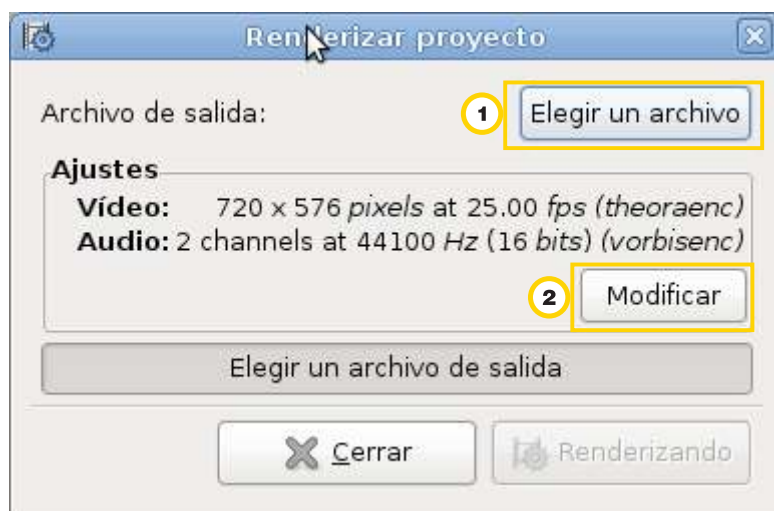 Renderizar proyecto
Archivo de salida:
1
Elegir un archivo
Ajustes
Vídeo: 720 x 576 pixels at 25.00 fps (theoraenc)
Audio: 2 channels at 44100 Hz (16 bits) (vorbisenc)
2
Modificar
Elegir un archivo de salida
Cerrar
Renderizando